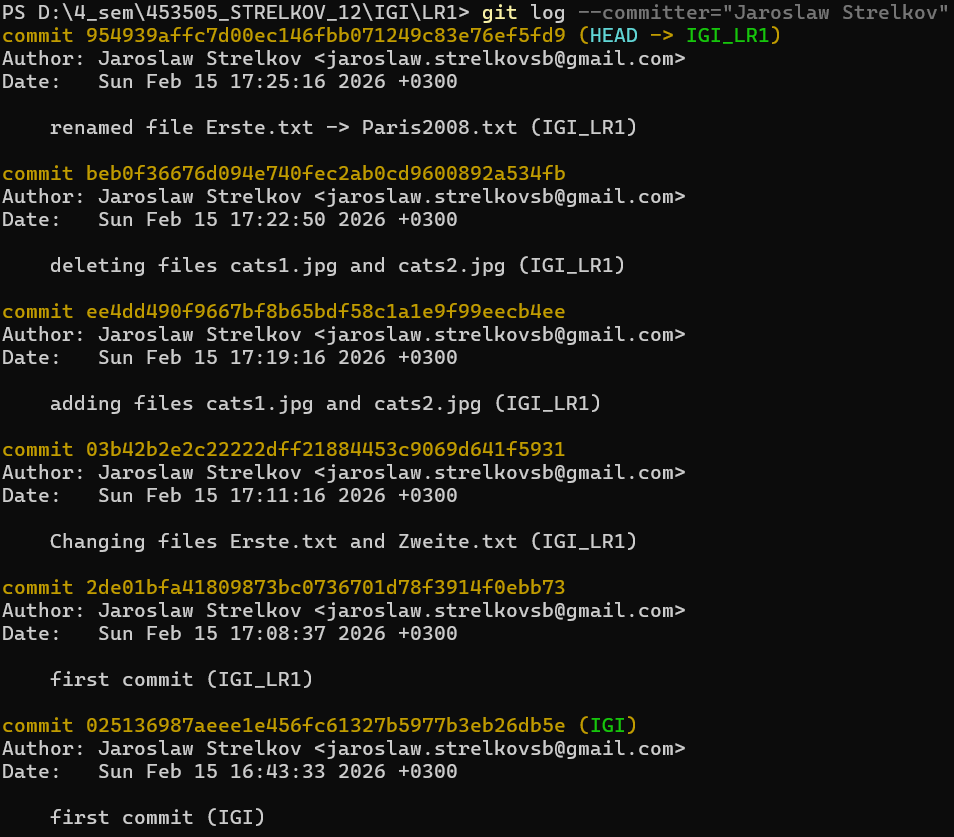 PS D:\4_sem\453505_STRELKOV_12\IGI\LR1> git log --committer="Jaroslaw Strelkov"
commit 954939affc7d00ec146fbb071249c83e76ef5fd9 (HEAD -> IGI_LR1)
Author: Jaroslaw Strelkov <jaroslaw.strelkovsb@gmail.com>
Date:   Sun Feb 15 17:25:16 2026 +0300

    renamed file Erste.txt -> Paris2008.txt (IGI_LR1)

commit beb0f36676d094e740fec2ab0cd9600892a534fb
Author: Jaroslaw Strelkov <jaroslaw.strelkovsb@gmail.com>
Date:   Sun Feb 15 17:22:50 2026 +0300

    deleting files cats1.jpg and cats2.jpg (IGI_LR1)

commit ee4dd490f9667bf8b65bdf58c1a1e9f99eecb4ee
Author: Jaroslaw Strelkov <jaroslaw.strelkovsb@gmail.com>
Date:   Sun Feb 15 17:19:16 2026 +0300

    adding files cats1.jpg and cats2.jpg (IGI_LR1)

commit 03b42b2e2c22222dff21884453c9069d641f5931
Author: Jaroslaw Strelkov <jaroslaw.strelkovsb@gmail.com>
Date:   Sun Feb 15 17:11:16 2026 +0300

    Changing files Erste.txt and Zweite.txt (IGI_LR1)

commit 2de01bfa41809873bc0736701d78f3914f0ebb73
Author: Jaroslaw Strelkov <jaroslaw.strelkovsb@gmail.com>
Date:   Sun Feb 15 17:08:37 2026 +0300

    first commit (IGI_LR1)

commit 025136987aeee1e456fc61327b5977b3eb26db5e (IGI)
Author: Jaroslaw Strelkov <jaroslaw.strelkovsb@gmail.com>
Date:   Sun Feb 15 16:43:33 2026 +0300

    first commit (IGI)